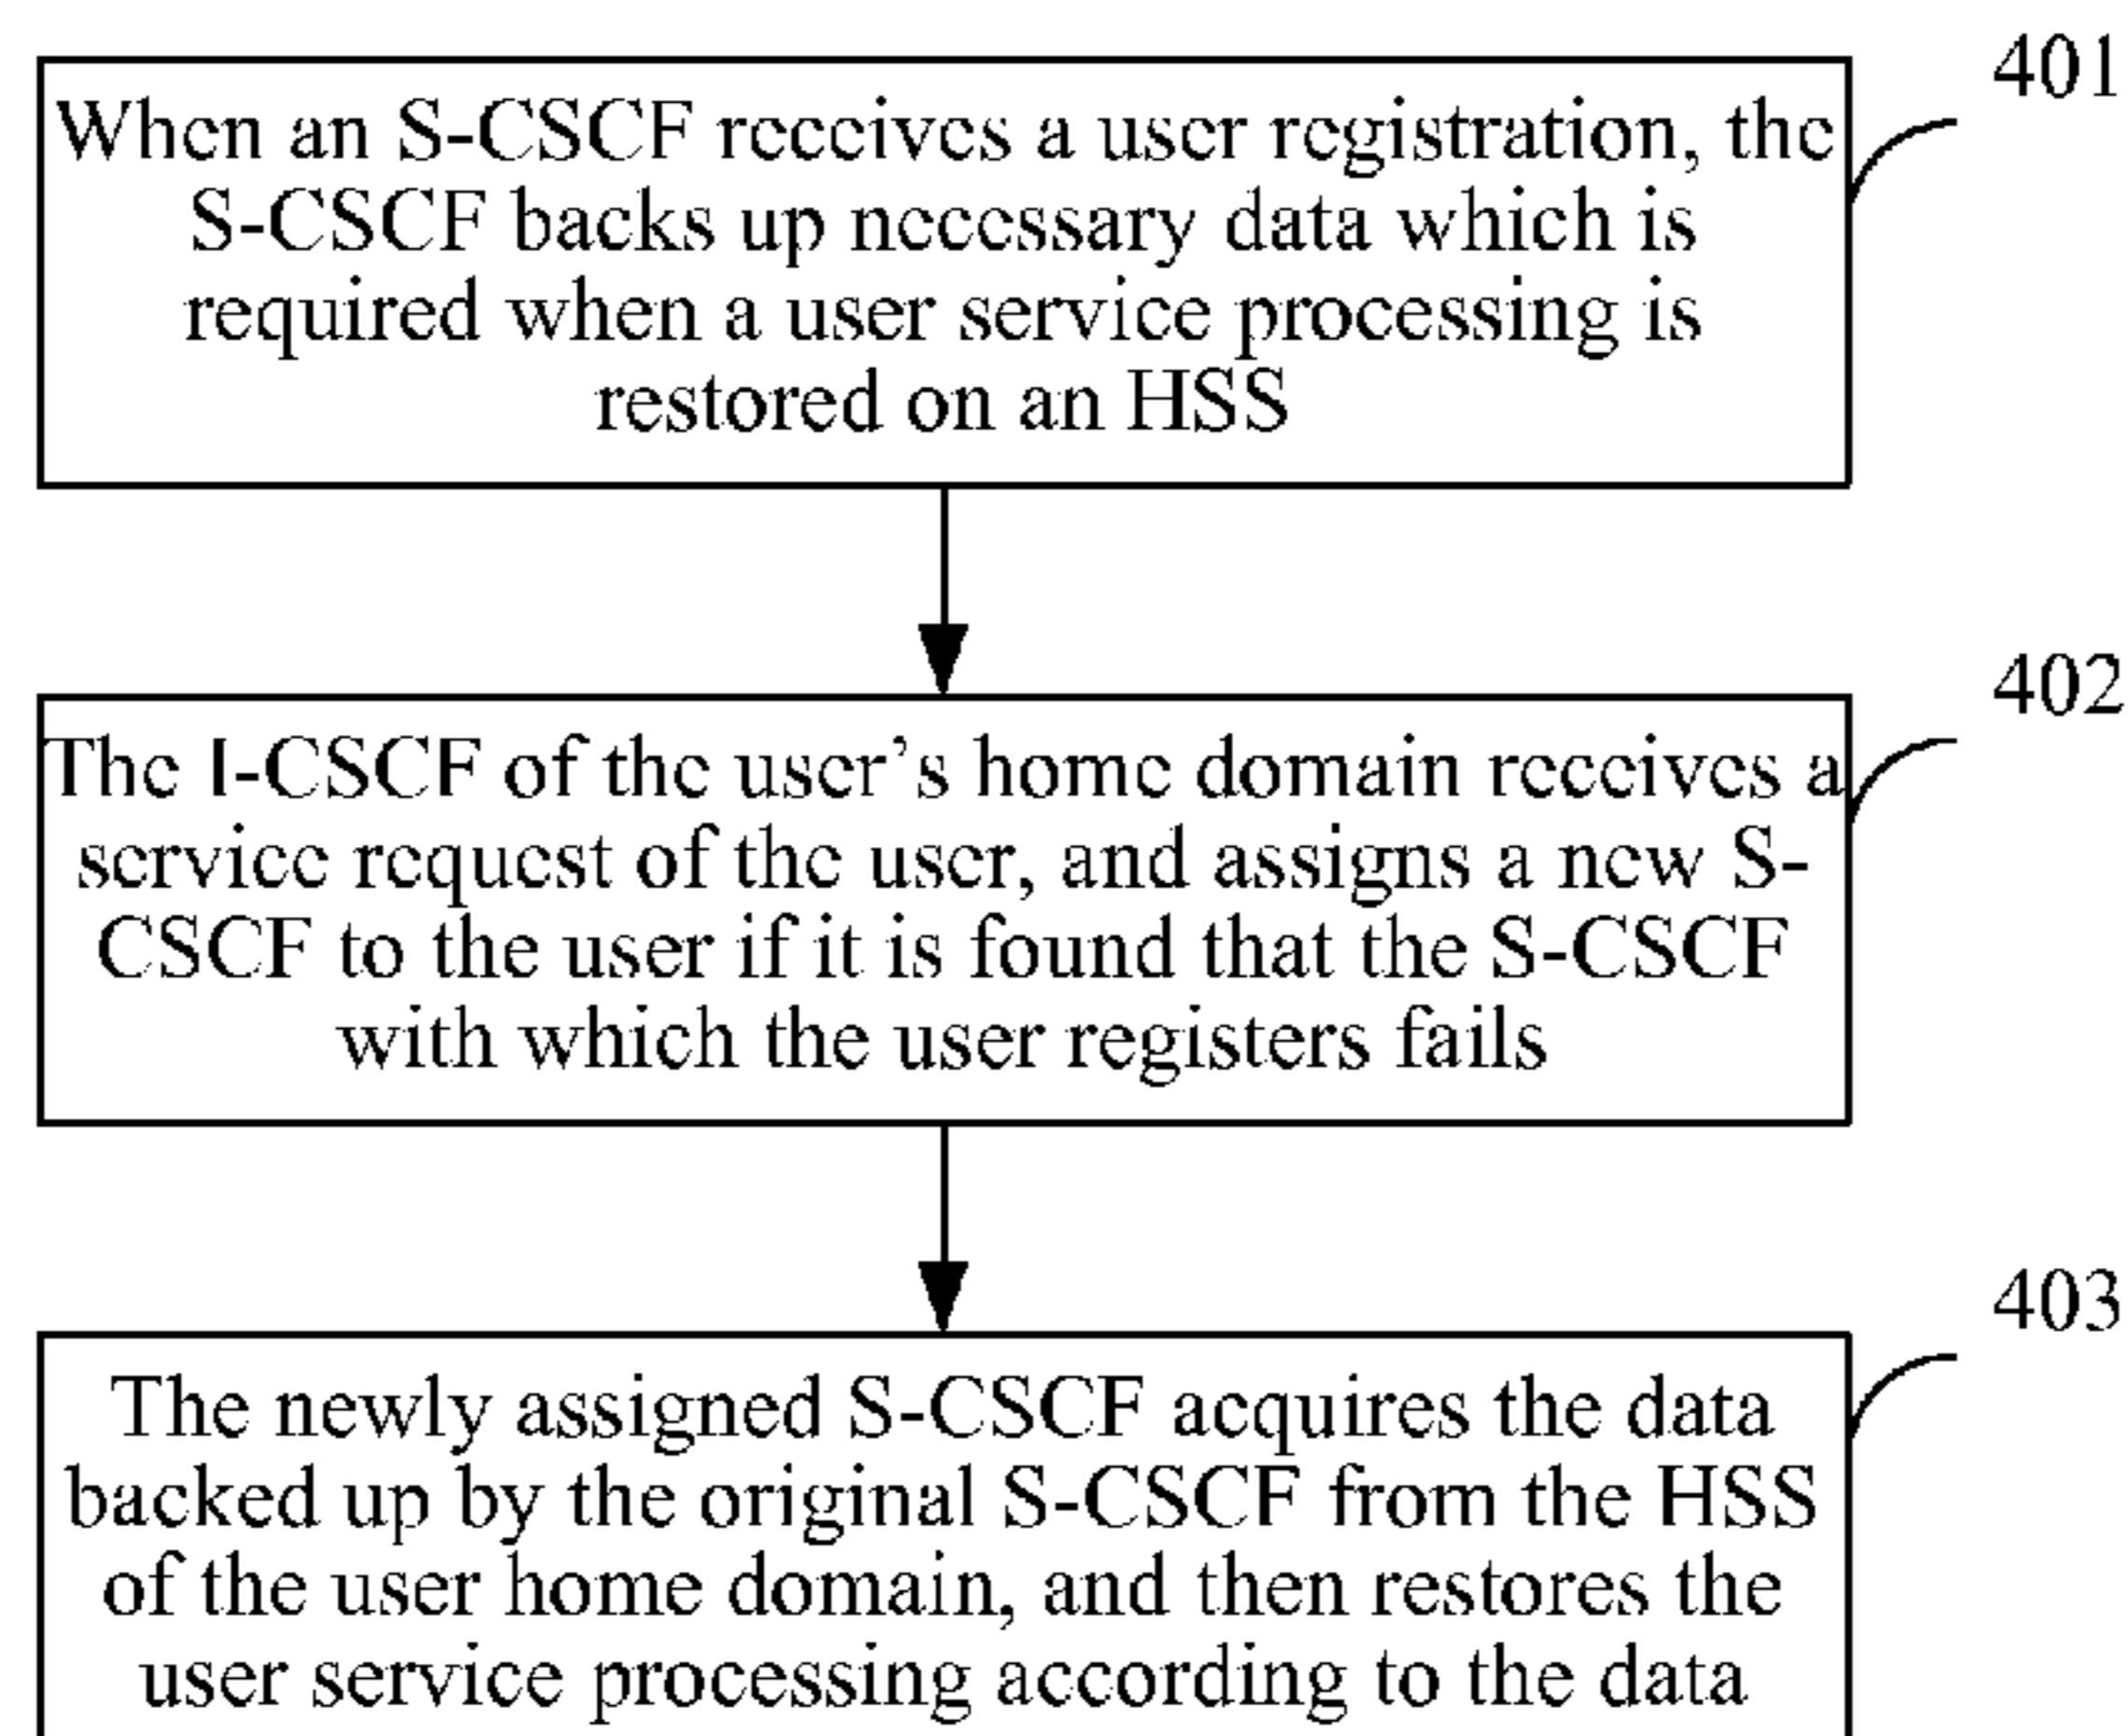 401
When an S-CSCF receives a user registration, the
S-CSCF backs up necessary data which is
required when a user service processing is
restored on an HSS
402
The I-CSCF of the user's home domain receives a
service request of the user, and assigns a new S-
CSCF to the user if it is found that the S-CSCF
with which the user registers fails
403
The newly assigned S-CSCF acquires the data
backed up by the original S-CSCF from the HSS
of the user home domain, and then restores the
user service processing according to the data